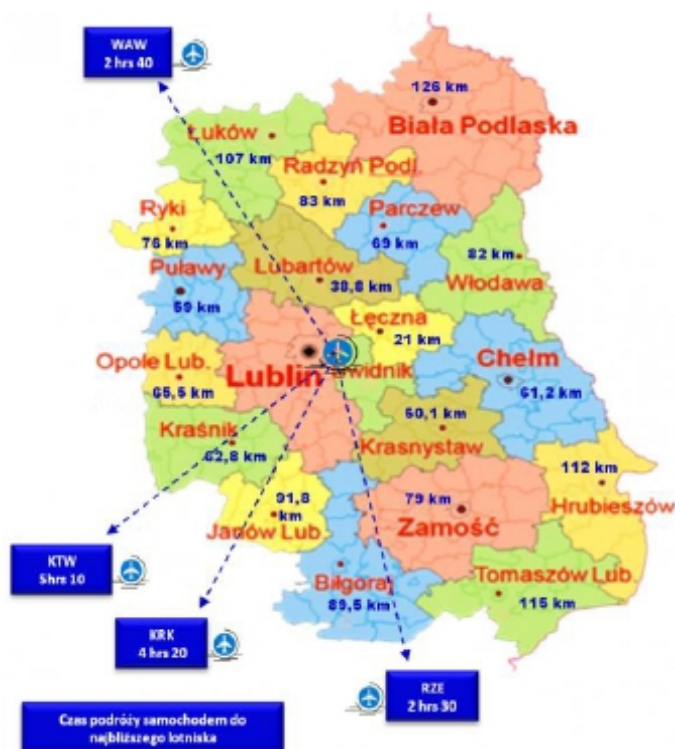 WAW
2 hrs 40
126 km
Biała Podlaska
Łuków
107 km
Radzyń Podl.
83 km
Ryki
76 km
Parczew
69 km
82 km
Włodawa
Puławy
59 km
Lubartów
38,8 km
Łęczna
21 km
Opole Lub.
65,5 km
Lublin
widnik
Chełm
61,2 km
Kraśnik
62,8 km
50,1 km
Krasnystaw
112 km
Hrubieszów
91,8
km
Janów Lub.
79 km
Zamość
KTW
5hrs 10
Biłgoraj
89,5 km
Tomaszów Lub.
115 km
KRK
4 hrs 20
RZE
2 hrs 30
Czas podróży samochodem do
najbliższego lotniska